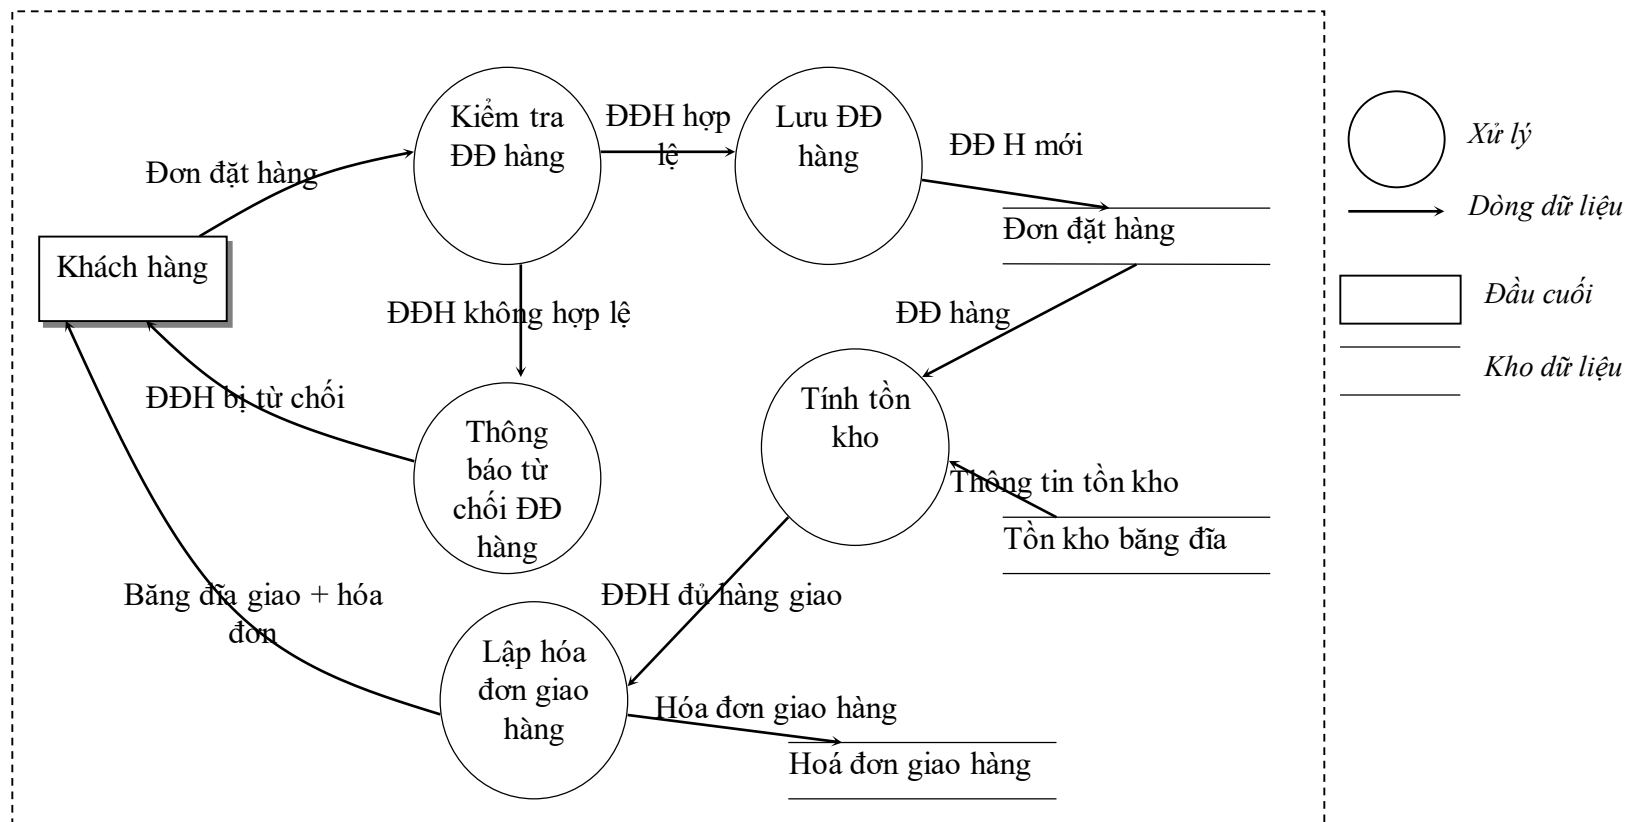 Kiểm tra
ĐĐ hàng
ĐĐH hợp
lệ
Lưu ĐĐ
hàng
ĐĐ H mới
Xử lý
Đơn đặt hàng
Dòng dữ liệu
Đơn đặt hàng
Khách hàng
Đầu cuối
ĐĐH không hợp lệ
ĐĐ hàng
Kho dữ liệu
ĐĐH bị từ chối
Thông
báo từ
chối ĐĐ
hàng
Tính tồn
kho
Thông tin tồn kho
Tồn kho băng đĩa
Băng đĩa giao + hóa
đơn
ĐĐH đủ hàng giao
Lập hóa
đơn giao
hàng
Hóa đơn giao hàng
Hoá đơn giao hàng